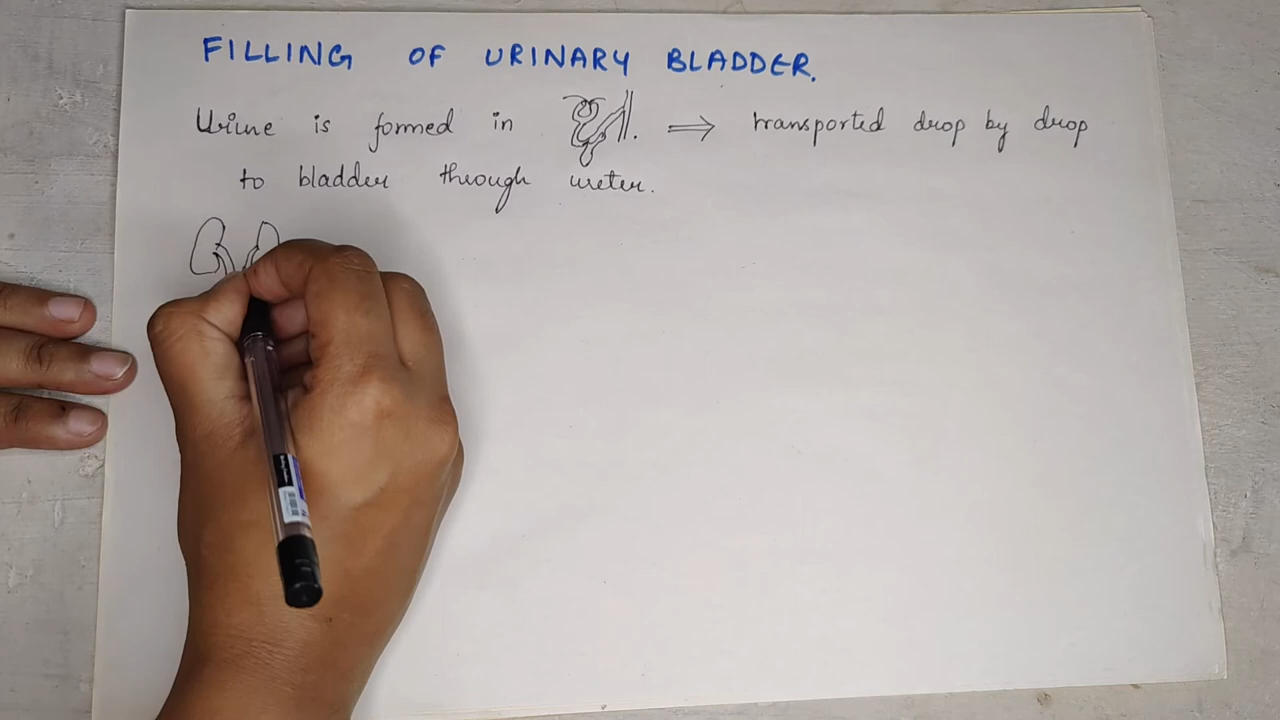 FILLING OF URINARY BLADDER.
Urine is formed in . ⇒ transported drop by drop
to bladder through ureter.